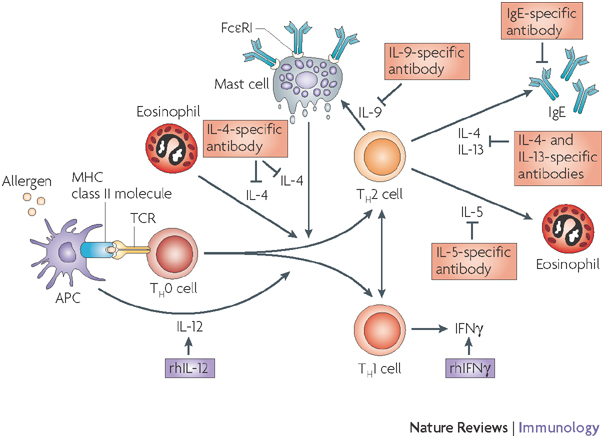 FcεRI
IgE-specific
antibody
IL-9-specific
antibody
Mast cell
IgE
Eosinophil
IL-9
IL-4-specific
antibody
IL-4
IL-13
IL-4- and
IL-13-specific
antibodies
Allergen
MHC
class II molecule
IL-4
IL-4
TH2 cell
TCR
IL-5
IL-5-specific
antibody
Eosinophil
APC
TH0 cell
IL-12
IFNγ
rhIL-12
TH1 cell
rhIFNγ
Nature Reviews | Immunology